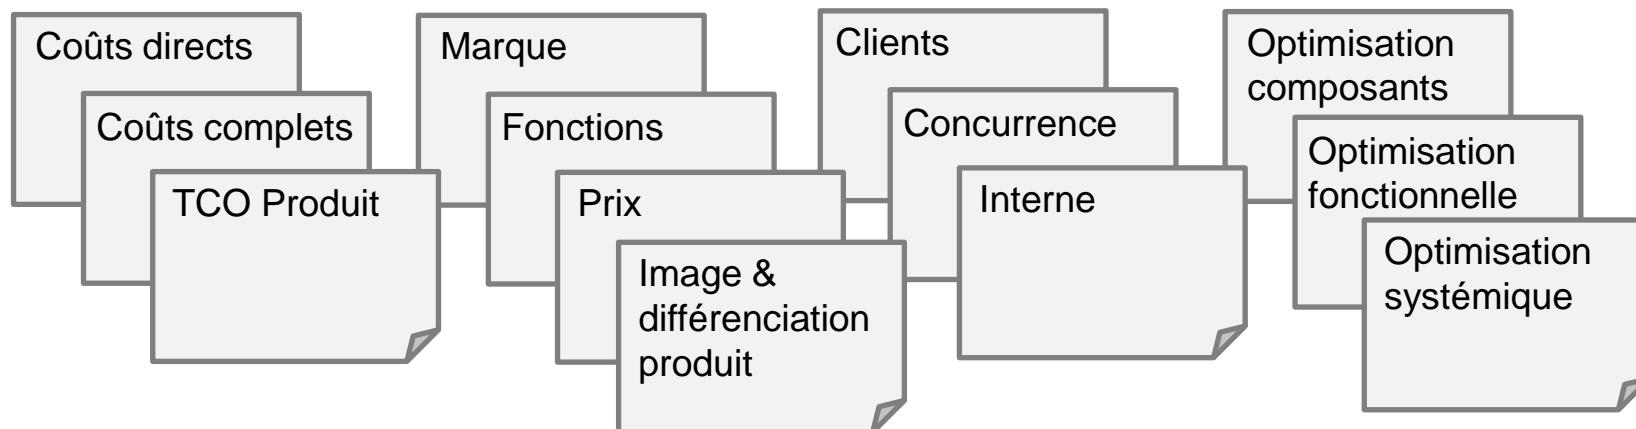 Coûts directs
Coûts complets
TCO Produit
Marque
Fonctions
Prix
Image &
différenciation
produit
Clients
Concurrence
Interne
Optimisation
composants
Optimisation
fonctionnelle
Optimisation
systémique